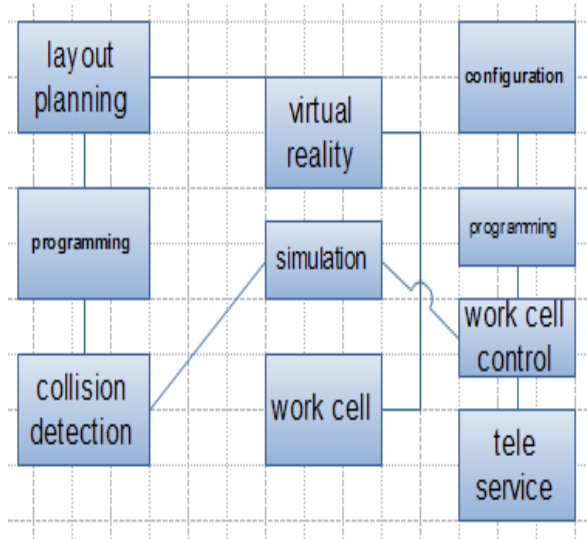 layout
planning
programming
collision
detection
virtual
reality
simulation
work cell
configuration
programming
work cell
control
tele
service